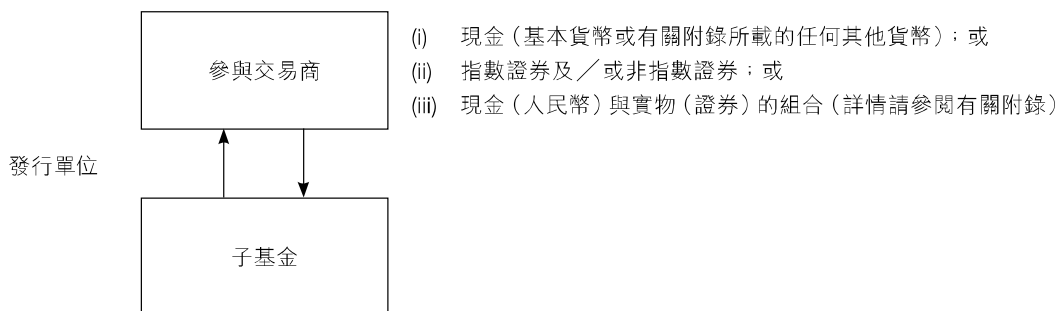 參與交易商
(i) 現金（基本貨幣或有關附錄所載的任何其他貨幣）；或
(ii) 指數證券及／或非指數證券；或
(iii) 現金（人民幣）與實物（證券）的組合（詳情請參閱有關附錄）
發行單位
子基金